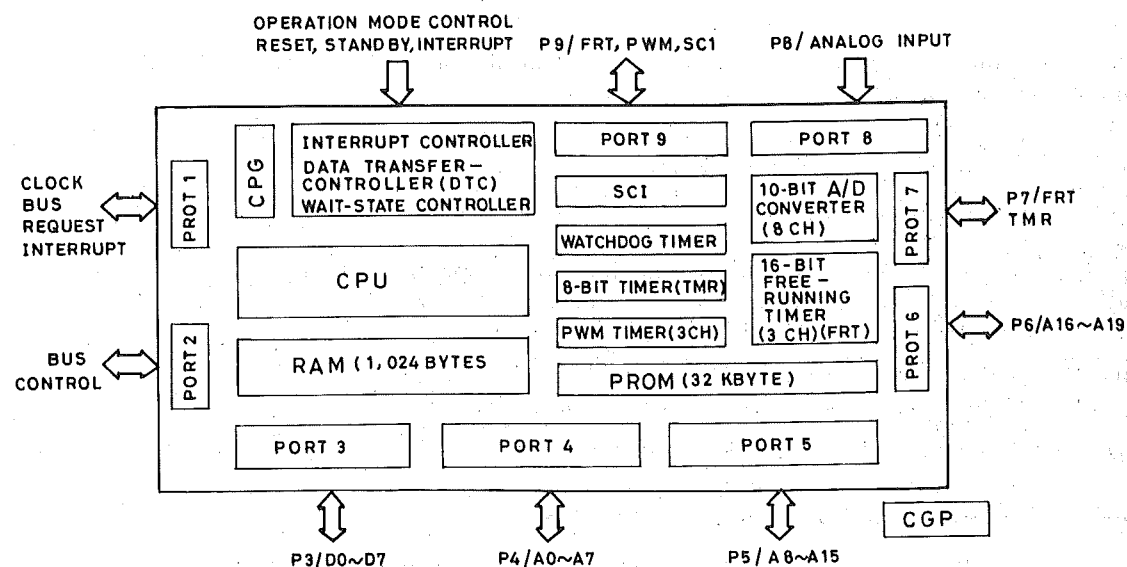 OPERATION MODE CONTROL
RESET, STANDBY, INTERRUPT
P9/ FRT, PWM, SC1
P8/ ANALOG INPUT
CLOCK
BUS
REQUEST
INTERRUPT
PROT 1
CPG
INTERRUPT CONTROLLER
DATA TRANSFER-
CONTROLLER (DTC)
WAIT-STATE CONTROLLER
PORT 9
PORT 8
SCI
10-BIT A/D
CONVERTER
(8 CH)
PROT 7
P7/FRT
TMR
WATCHDOG TIMER
CPU
8-BIT TIMER(TMR)
16-BIT
FREE-
RUNNING
TIMER
(3 CH)(FRT)
PWM TIMER(3CH)
PROT 6
P6/A16~A19
BUS
CONTROL
PORT 2
RAM (1,024 BYTES
PROM (32 KBYTE)
PORT 3
PORT 4
PORT 5
CGP
P3/D0~D7
P4/A0~A7
P5/A8~A15